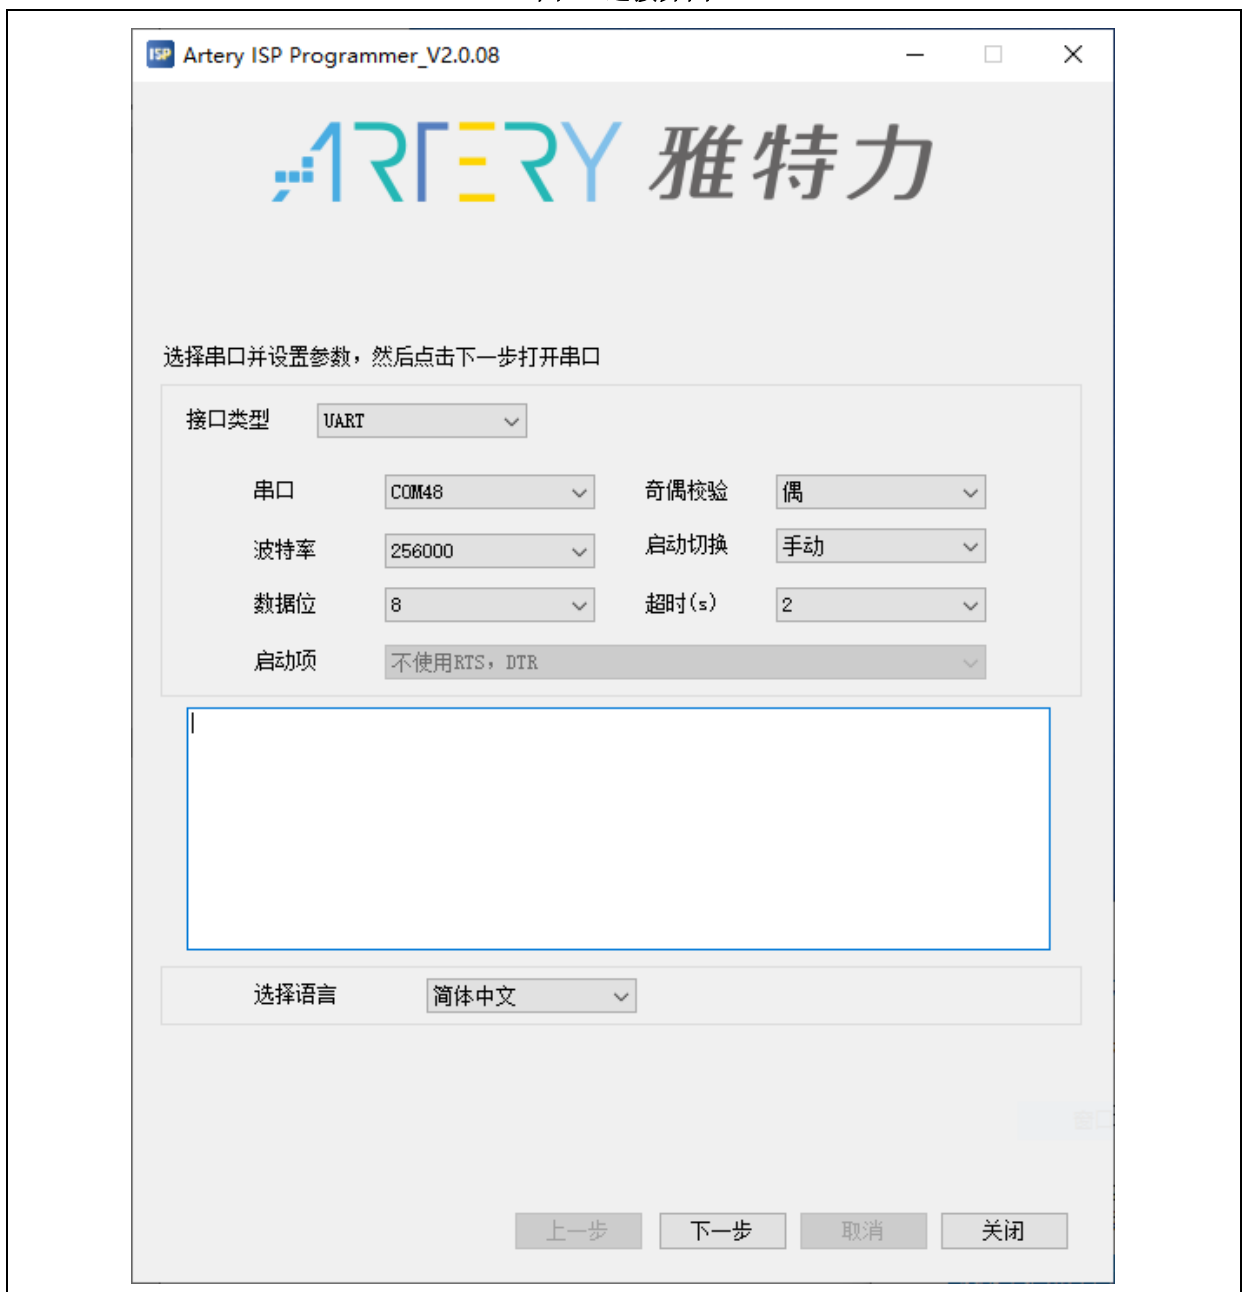 ISP Artery ISP Programmer_V2.0.08
ARTERY 雅特力
选择串口并设置参数，然后点击下一步打开串口
接口类型 UART
串口 COM48 奇偶校验 偶
波特率 256000 启动切换 手动
数据位 8 超时(s) 2
启动项 不使用RTS，DTR
选择语言 简体中文
上一步 下一步 取消 关闭